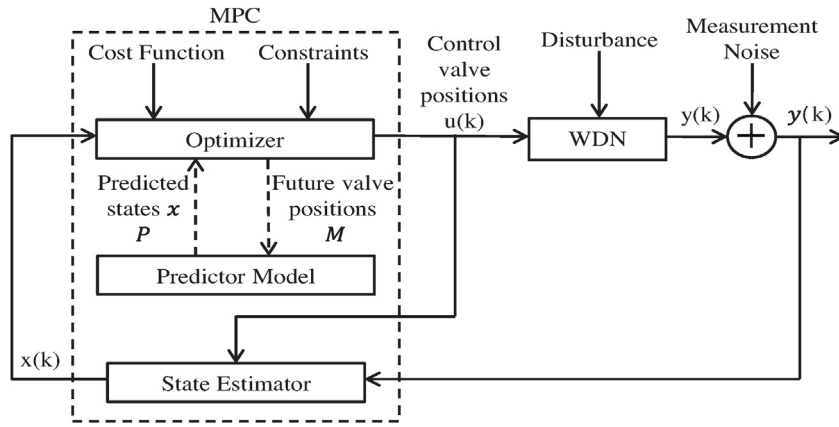 MPC
Cost Function
Constraints
Control
valve
positions
u(k)
Disturbance
Measurement
Noise
Optimizer
WDN
y(k)
y(k)
Predicted
states x
P
Future valve
positions
M
Predictor Model
x(k)
State Estimator